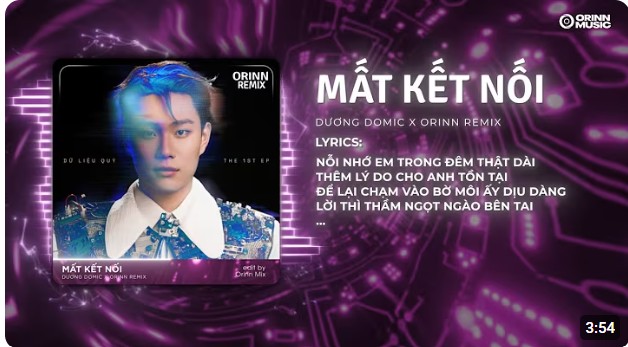 ORINN
MUSIC
ORINN
REMIX
DỮ LIỆU QUÝ
THE 1ST EP
MẤT KẾT NỐI
DƯƠNG DOMIC X ORINN REMIX
edit by
Orinn Mix
MẤT KẾT NỐI
DƯƠNG DOMIC X ORINN REMIX
LYRICS:
NỖI NHỚ EM TRONG ĐÊM THẬT DÀI
THÊM LÝ DO CHO ANH TỒN TẠI
ĐỂ LẠI CHẠM VÀO BỜ MÔI ẤY DỊU DÀNG
LỜI THÌ THẦM NGỌT NGÀO BÊN TAI
...
3:54